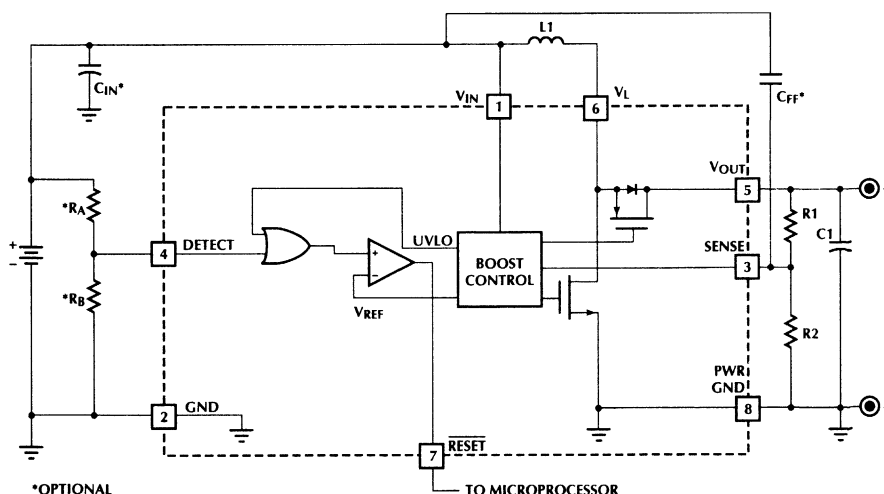 L1
CIN*
VIN
1
6
VL
CFF*
VOUT
5
*RA
R1
C1
+
−
4
DETECT
UVLO
+
−
BOOST
CONTROL
SENSE
3
*RB
VREF
R2
PWR
GND
8
2
GND
7
RESET
*OPTIONAL
TO MICROPROCESSOR